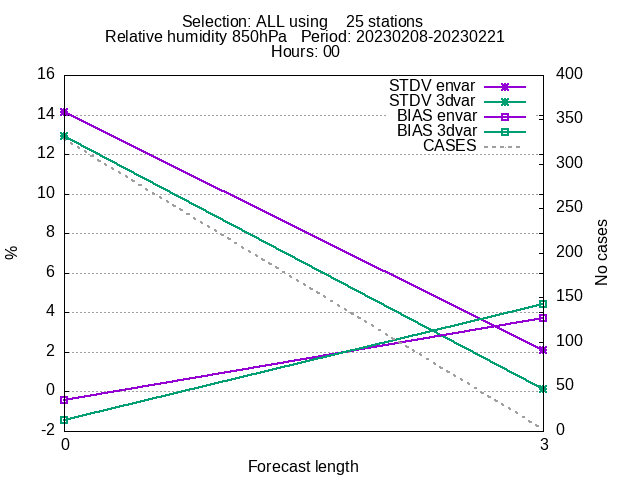 Selection: ALL using    25 stations
Relative humidity 850hPa   Period: 20230208-20230221
Hours: 00
STDV envar
STDV 3dvar
BIAS envar
BIAS 3dvar
CASES
16
14
12
10
8
6
4
2
0
-2
%
400
350
300
250
200
150
100
50
0
No cases
0
3
Forecast length